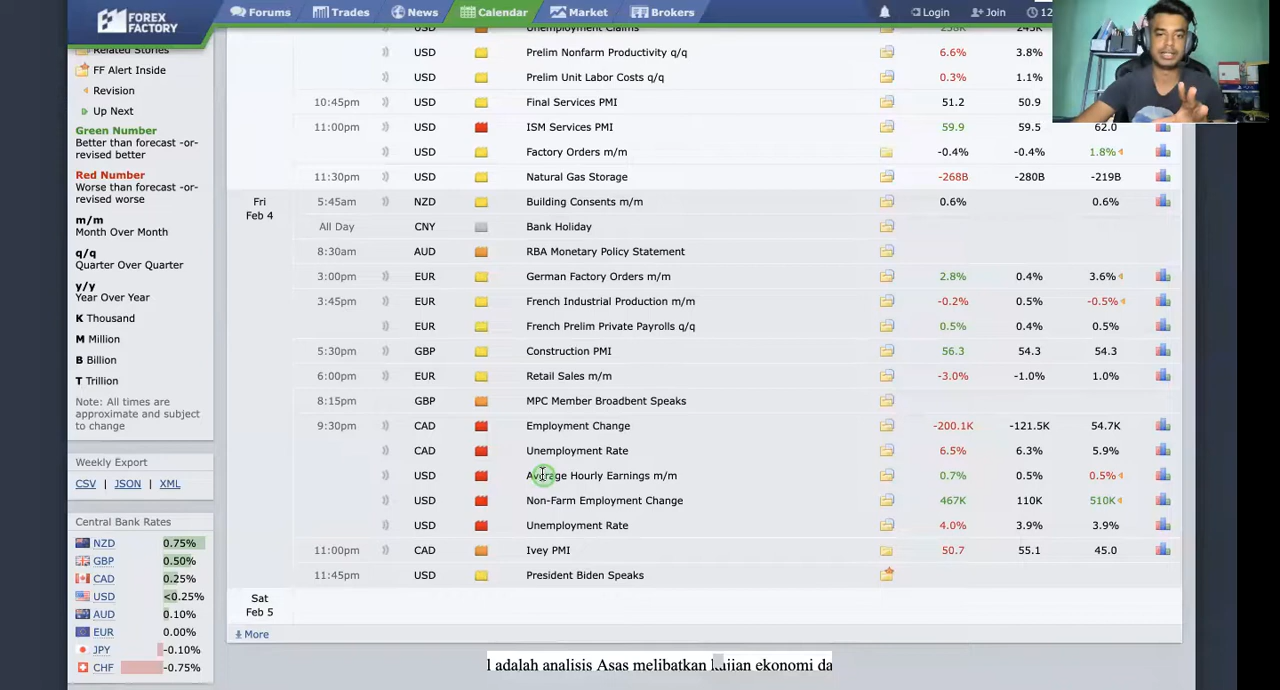 FOREX FACTORY
Forums Trades News Calendar Market Brokers Login Join 12
Related Stories
FF Alert Inside
Revision
Up Next
Green Number
Better than forecast -or-
revised better
Red Number
Worse than forecast -or-
revised worse
m/m
Month Over Month
q/q
Quarter Over Quarter
y/y
Year Over Year
K Thousand
M Million
B Billion
T Trillion
Note: All times are
approximate and subject
to change
Weekly Export
CSV | JSON | XML
Central Bank Rates
NZD 0.75%
GBP 0.50%
CAD 0.25%
USD <0.25%
AUD 0.10%
EUR 0.00%
JPY -0.10%
CHF -0.75%
USD Unemployment Claims
USD Prelim Nonfarm Productivity q/q 6.6% 3.8%
USD Prelim Unit Labor Costs q/q 0.3% 1.1%
10:45pm USD Final Services PMI 51.2 50.9
11:00pm USD ISM Services PMI 59.9 59.5 62.0
USD Factory Orders m/m -0.4% -0.4% 1.8%
11:30pm USD Natural Gas Storage -268B -280B -219B
Fri
Feb 4
5:45am NZD Building Consents m/m 0.6% 0.6%
All Day CNY Bank Holiday
8:30am AUD RBA Monetary Policy Statement
3:00pm EUR German Factory Orders m/m 2.8% 0.4% 3.6%
3:45pm EUR French Industrial Production m/m -0.2% 0.5% -0.5%
EUR French Prelim Private Payrolls q/q 0.5% 0.4% 0.5%
5:30pm GBP Construction PMI 56.3 54.3 54.3
6:00pm EUR Retail Sales m/m -3.0% -1.0% 1.0%
8:15pm GBP MPC Member Broadbent Speaks
9:30pm CAD Employment Change -200.1K -121.5K 54.7K
CAD Unemployment Rate 6.5% 6.3% 5.9%
USD Average Hourly Earnings m/m 0.7% 0.5% 0.5%
USD Non-Farm Employment Change 467K 110K 510K
USD Unemployment Rate 4.0% 3.9% 3.9%
11:00pm CAD Ivey PMI 50.7 55.1 45.0
11:45pm USD President Biden Speaks
Sat
Feb 5
More
l adalah analisis Asas melibatkan kajian ekonomi da